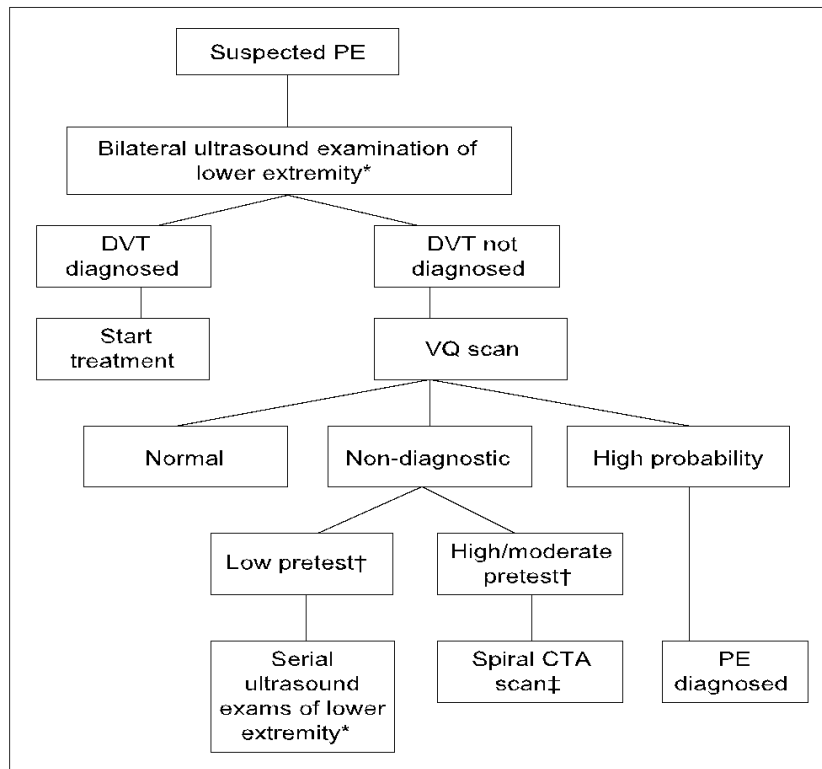 Suspected PE
Bilateral ultrasound examination of
lower extremity*
DVT
diagnosed
DVT not
diagnosed
Start
treatment
VQ scan
Normal
Non-diagnostic
High probability
Low pretest†
High/moderate
pretest†
Serial
ultrasound
exams of lower
extremity*
Spiral CTA
scan‡
PE
diagnosed